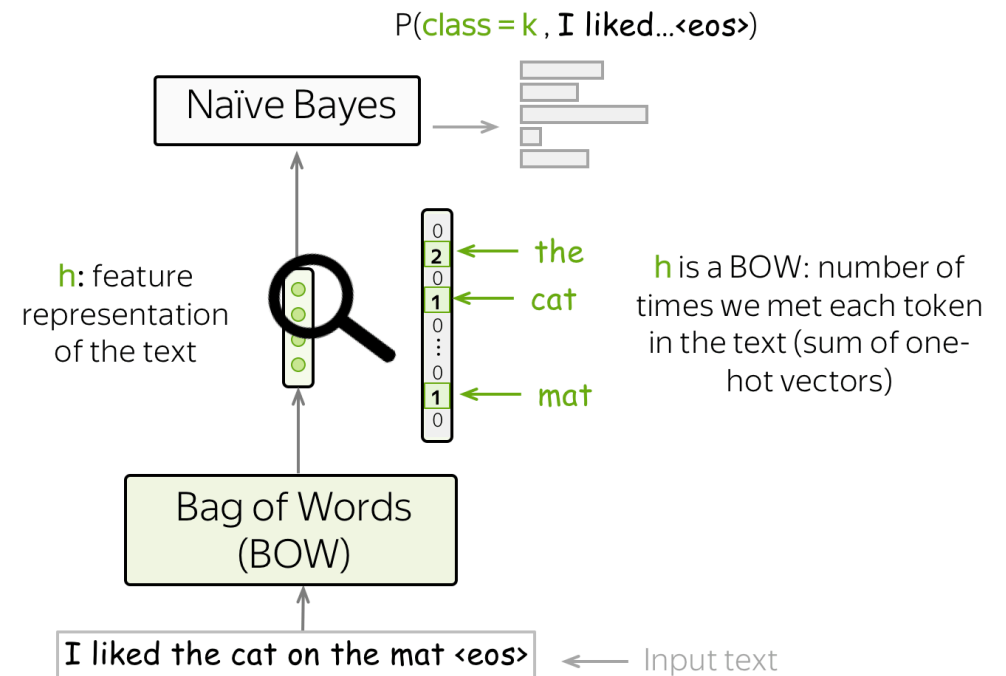 P(class = k , I liked...<eos>)
Naïve Bayes
h: feature
representation
of the text
0
2
0
1
0
⋮
0
1
0
the
cat
mat
h is a BOW: number of
times we met each token
in the text (sum of one-
hot vectors)
Bag of Words
(BOW)
I liked the cat on the mat <eos>
Input text